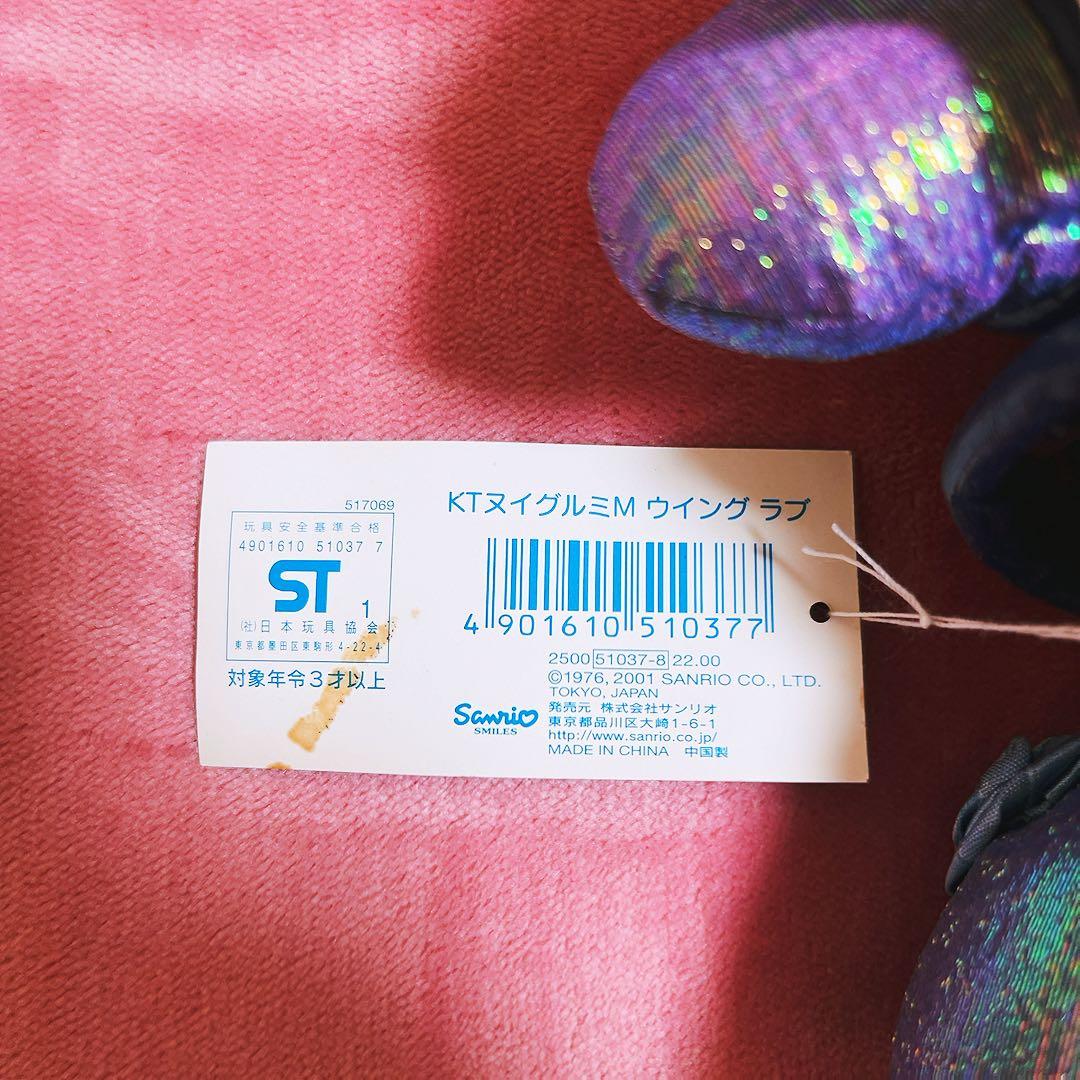 517069
玩具安全基準合格
4901610 51037 7
ST 1
(社)日本玩具協会
東京都墨田区東駒形4-22-4
対象年令3才以上
KTヌイグルミM ウイング ラブ
4 901610 510377
2500 51037-8 22.00
©1976, 2001 SANRIO CO., LTD.
TOKYO, JAPAN
発売元 株式会社サンリオ
東京都品川区大崎1-6-1
http://www.sanrio.co.jp/
MADE IN CHINA 中国製
Sanrio
SMILES